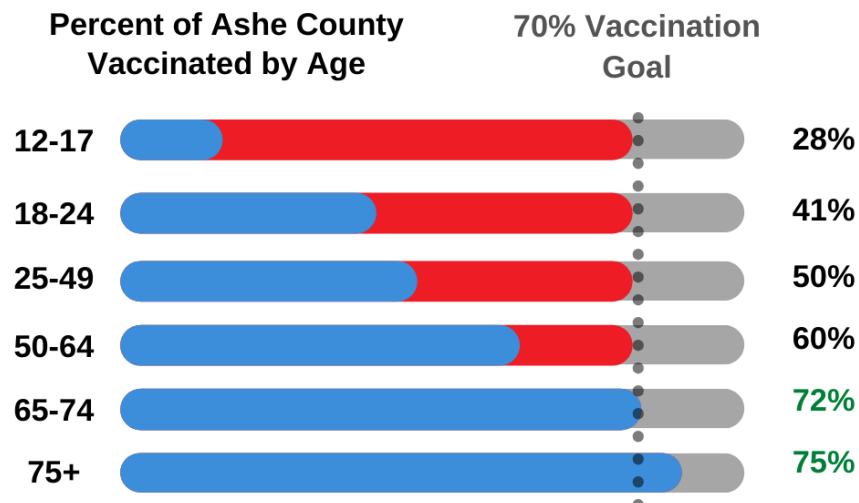 Percent of Ashe County
Vaccinated by Age
70% Vaccination
Goal
12-17 28%
18-24 41%
25-49 50%
50-64 60%
65-74 72%
75+ 75%